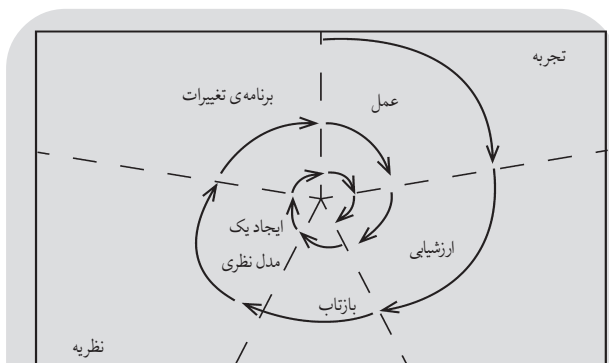 تجربه
عمل
برنامه‌ی تغییرات
ارزشیابی
ایجاد یک
مدل نظری
بازتاب
نظریه